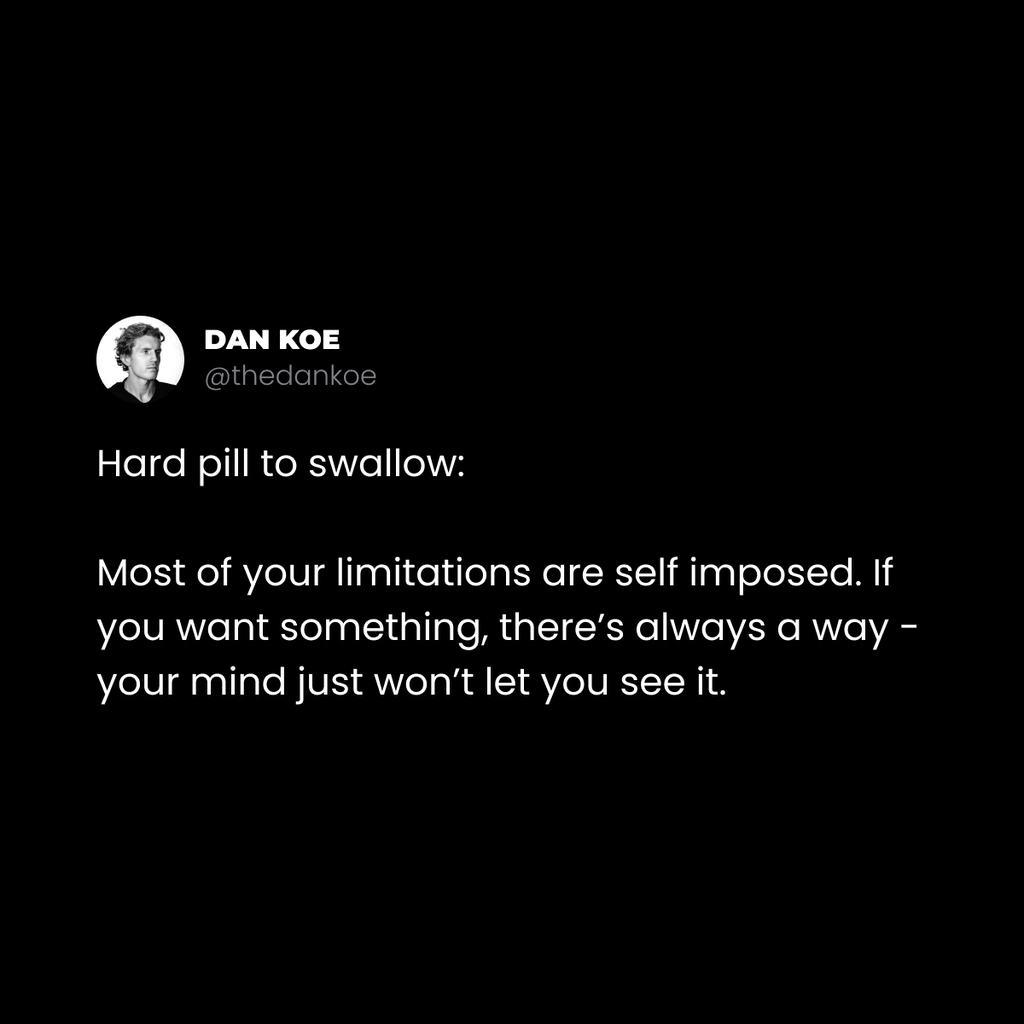 DAN KOE
@thedankoe
Hard pill to swallow:
Most of your limitations are self imposed. If
you want something, there’s always a way -
your mind just won’t let you see it.